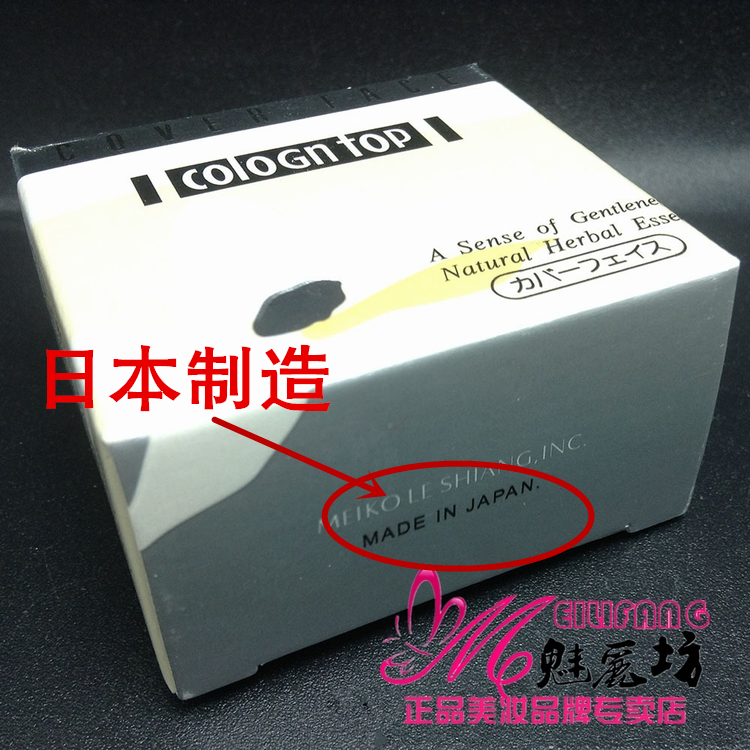 COVER FACE
cologn top
A Sense of Gentlene
Natural Herbal Esse
カバーフェイス
日本制造
MEIKO LE SHIANG, INC.
MADE IN JAPAN.
MEILIFANG
魅麗坊
正品美妆品牌专卖店